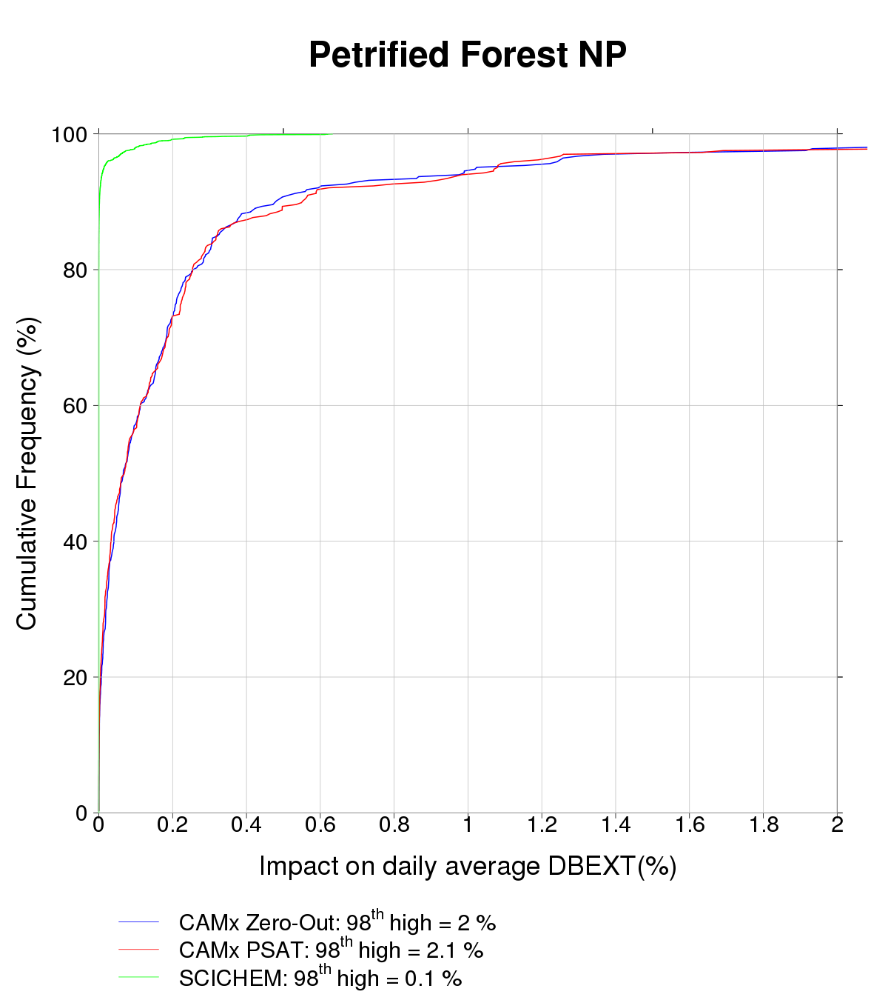 Petrified Forest NP
100
80
60
40
20
0
Cumulative Frequency (%)
0 0.2 0.4 0.6 0.8 1 1.2 1.4 1.6 1.8 2
Impact on daily average DBEXT(%)
CAMx Zero-Out: 98th high = 2 %
CAMx PSAT: 98th high = 2.1 %
SCICHEM: 98th high = 0.1 %